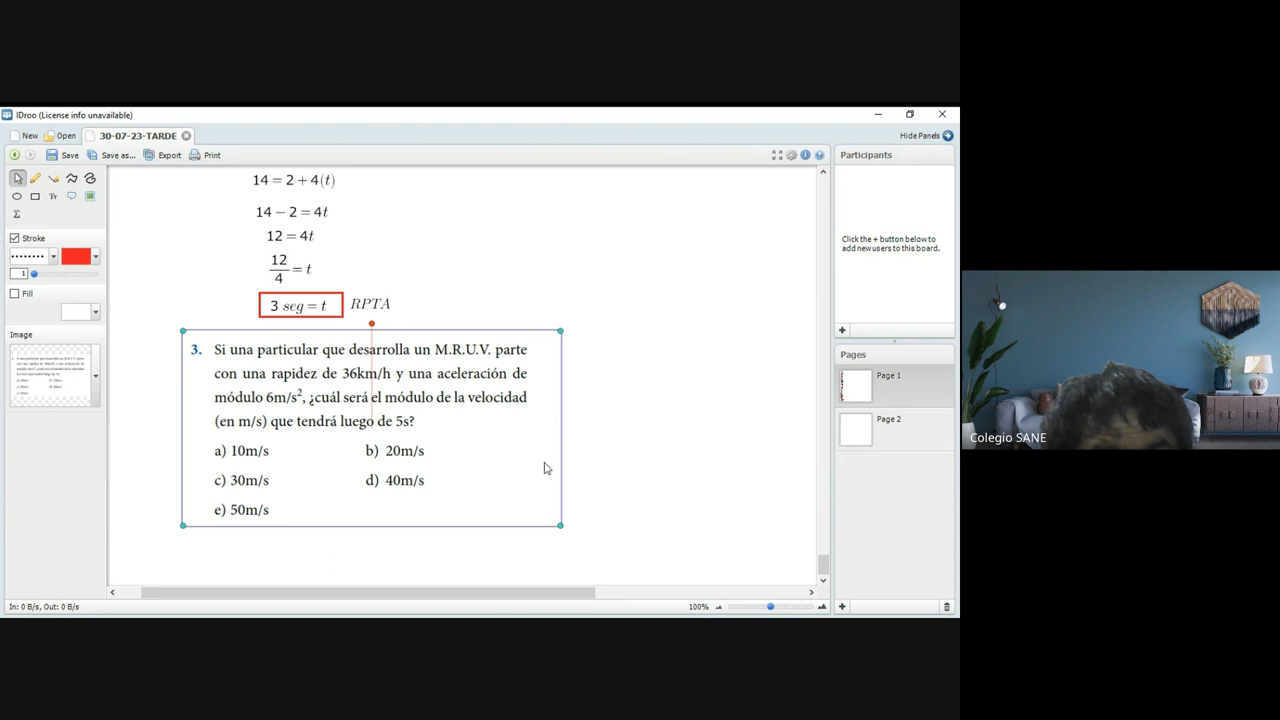 IDroo (License info unavailable)
New Open 30-07-23-TARDE Hide Panels
Save Save as... Export Print Participants
Tr
Σ
Stroke
1
Fill
Image
14 = 2 + 4(t)
14 − 2 = 4t
12 = 4t
12/4 = t
3 seg = t RPTA
3. Si una particular que desarrolla un M.R.U.V. parte
con una rapidez de 36km/h y una aceleración de
módulo 6m/s², ¿cuál será el módulo de la velocidad
(en m/s) que tendrá luego de 5s?
a) 10m/s b) 20m/s
c) 30m/s d) 40m/s
e) 50m/s
Click the + button below to
add new users to this board.
Pages
Page 1
Page 2
Colegio SANE
In: 0 B/s, Out: 0 B/s 100%